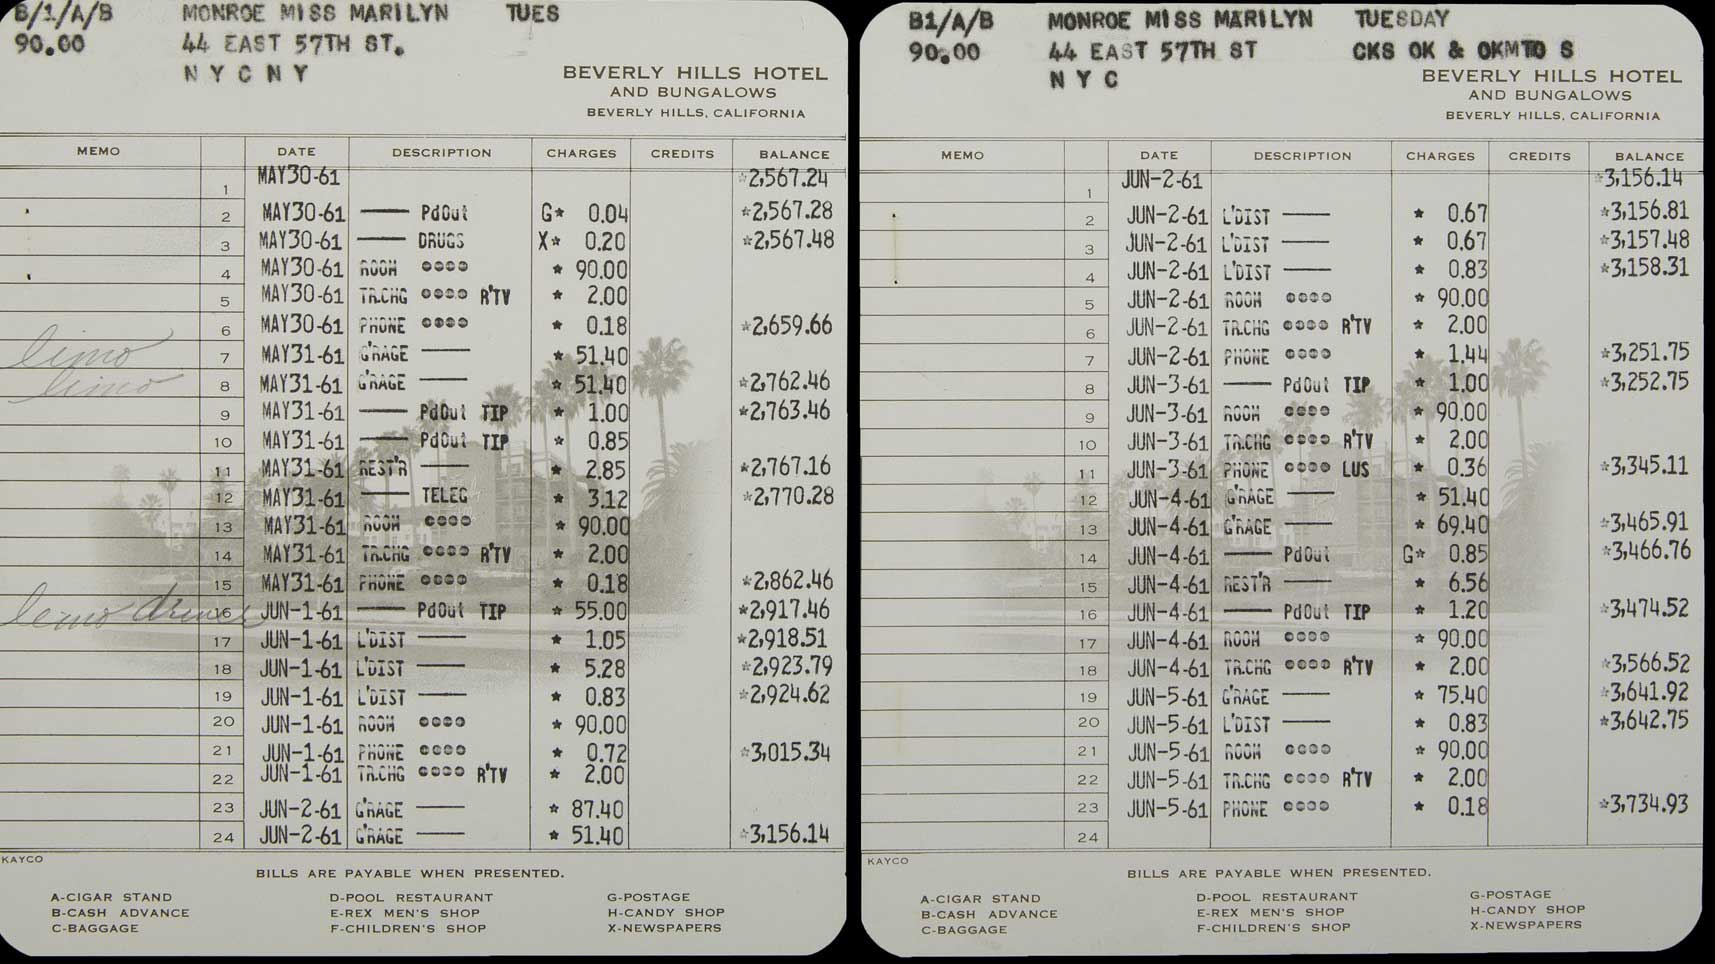 B/1/A/B MONROE MISS MARILYN TUES
90.00 44 EAST 57TH ST.
N Y C N Y
BEVERLY HILLS HOTEL
AND BUNGALOWS
BEVERLY HILLS, CALIFORNIA
MEMO DATE DESCRIPTION CHARGES CREDITS BALANCE
1 MAY30-61 *2,567.24
2 MAY30-61 —— PdOut G* 0.04 *2,567.28
3 MAY30-61 —— DRUGS X* 0.20 *2,567.48
4 MAY30-61 ROOM * 90.00
5 MAY30-61 TR.CHG R'TV * 2.00
6 MAY30-61 PHONE * 0.18 *2,659.66
limo 7 MAY31-61 G'RAGE —— * 51.40
limo 8 MAY31-61 G'RAGE —— * 51.40 *2,762.46
9 MAY31-61 —— PdOut TIP * 1.00 *2,763.46
10 MAY31-61 —— PdOut TIP * 0.85
11 MAY31-61 REST'R —— * 2.85 *2,767.16
12 MAY31-61 —— TELEG * 3.12 *2,770.28
13 MAY31-61 ROOM * 90.00
14 MAY31-61 TR.CHG R'TV * 2.00
15 MAY31-61 PHONE * 0.18 *2,862.46
limo driver 16 JUN-1-61 —— PdOut TIP * 55.00 *2,917.46
17 JUN-1-61 L'DIST —— * 1.05 *2,918.51
18 JUN-1-61 L'DIST —— * 5.28 *2,923.79
19 JUN-1-61 L'DIST —— * 0.83 *2,924.62
20 JUN-1-61 ROOM * 90.00
21 JUN-1-61 PHONE * 0.72 *3,015.34
22 JUN-1-61 TR.CHG R'TV * 2.00
23 JUN-2-61 G'RAGE —— * 87.40
24 JUN-2-61 G'RAGE —— * 51.40 *3,156.14
KAYCO
BILLS ARE PAYABLE WHEN PRESENTED.
A-CIGAR STAND D-POOL RESTAURANT G-POSTAGE
B-CASH ADVANCE E-REX MEN'S SHOP H-CANDY SHOP
C-BAGGAGE F-CHILDREN'S SHOP X-NEWSPAPERS
B1/A/B MONROE MISS MARILYN TUESDAY
90.00 44 EAST 57TH ST CKS OK & OKMTO S
N Y C
BEVERLY HILLS HOTEL
AND BUNGALOWS
BEVERLY HILLS, CALIFORNIA
MEMO DATE DESCRIPTION CHARGES CREDITS BALANCE
1 JUN-2-61 *3,156.14
2 JUN-2-61 L'DIST —— * 0.67 *3,156.81
3 JUN-2-61 L'DIST —— * 0.67 *3,157.48
4 JUN-2-61 L'DIST —— * 0.83 *3,158.31
5 JUN-2-61 ROOM * 90.00
6 JUN-2-61 TR.CHG R'TV * 2.00
7 JUN-2-61 PHONE * 1.44 *3,251.75
8 JUN-3-61 —— PdOut TIP * 1.00 *3,252.75
9 JUN-3-61 ROOM * 90.00
10 JUN-3-61 TR.CHG R'TV * 2.00
11 JUN-3-61 PHONE LUS * 0.36 *3,345.11
12 JUN-4-61 G'RAGE —— * 51.40
13 JUN-4-61 G'RAGE —— * 69.40 *3,465.91
14 JUN-4-61 —— PdOut G* 0.85 *3,466.76
15 JUN-4-61 REST'R —— * 6.56
16 JUN-4-61 —— PdOut TIP * 1.20 *3,474.52
17 JUN-4-61 ROOM * 90.00
18 JUN-4-61 TR.CHG R'TV * 2.00 *3,566.52
19 JUN-5-61 G'RAGE —— * 75.40 *3,641.92
20 JUN-5-61 L'DIST —— * 0.83 *3,642.75
21 JUN-5-61 ROOM * 90.00
22 JUN-5-61 TR.CHG R'TV * 2.00
23 JUN-5-61 PHONE * 0.18 *3,734.93
24
KAYCO
BILLS ARE PAYABLE WHEN PRESENTED.
A-CIGAR STAND D-POOL RESTAURANT G-POSTAGE
B-CASH ADVANCE E-REX MEN'S SHOP H-CANDY SHOP
C-BAGGAGE F-CHILDREN'S SHOP X-NEWSPAPERS